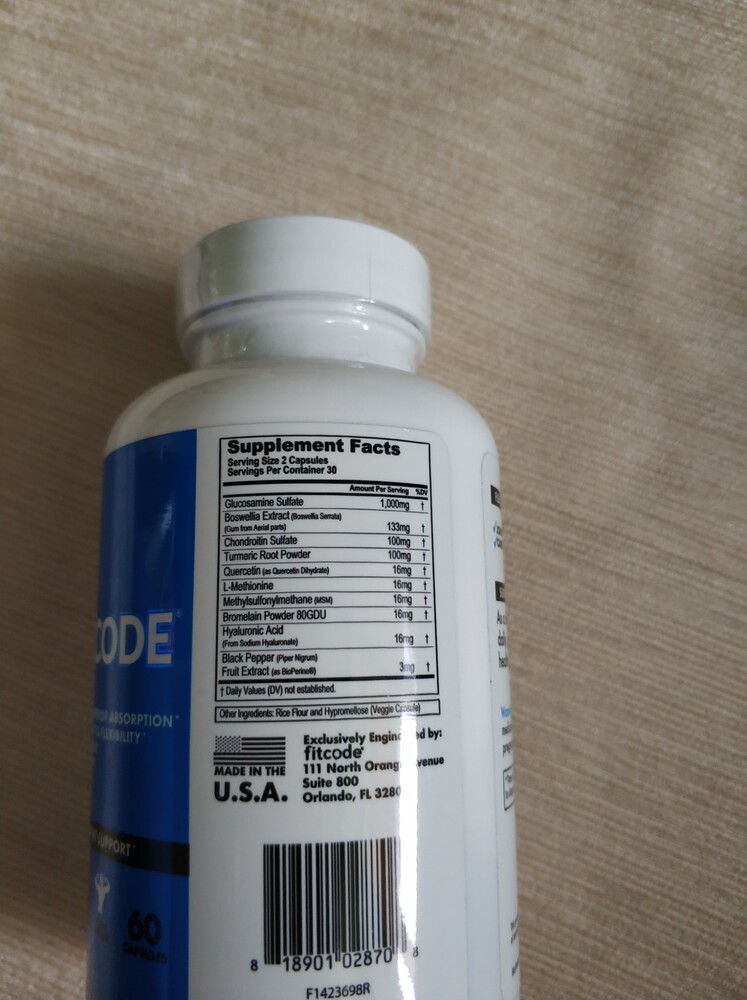 Supplement Facts
Serving Size 2 Capsules
Servings Per Container 30
Amount Per Serving %DV
Glucosamine Sulfate 1,000mg †
Boswellia Extract (Boswellia Serrata)
(Gum from Aerial parts) 133mg †
Chondroitin Sulfate 100mg †
Turmeric Root Powder 100mg †
Quercetin (as Quercetin Dihydrate) 16mg †
L-Methionine 16mg †
Methylsulfonylmethane (MSM) 16mg †
Bromelain Powder 80GDU 16mg †
Hyaluronic Acid
(From Sodium Hyaluronate) 16mg †
Black Pepper (Piper Nigrum)
Fruit Extract (as BioPerine®) 3mg †
† Daily Values (DV) not established.
Other Ingredients: Rice Flour and Hypromellose (Veggie Capsule)
MADE IN THE
U.S.A.
Exclusively by:
fitcode®
111 North
Suite 800
Orlando, FL
8 18901 02870 8
F1423698R
CODE®
ABSORPTION
FLEXIBILITY
SUPPORT
60
CAPSULES